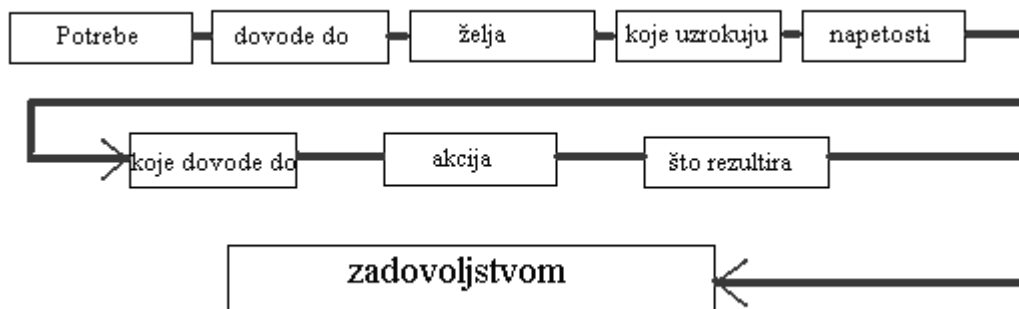 Potrebe
dovode do
želja
koje uzrokuju
napetosti
koje dovode do
akcija
što rezultira
zadovoljstvom